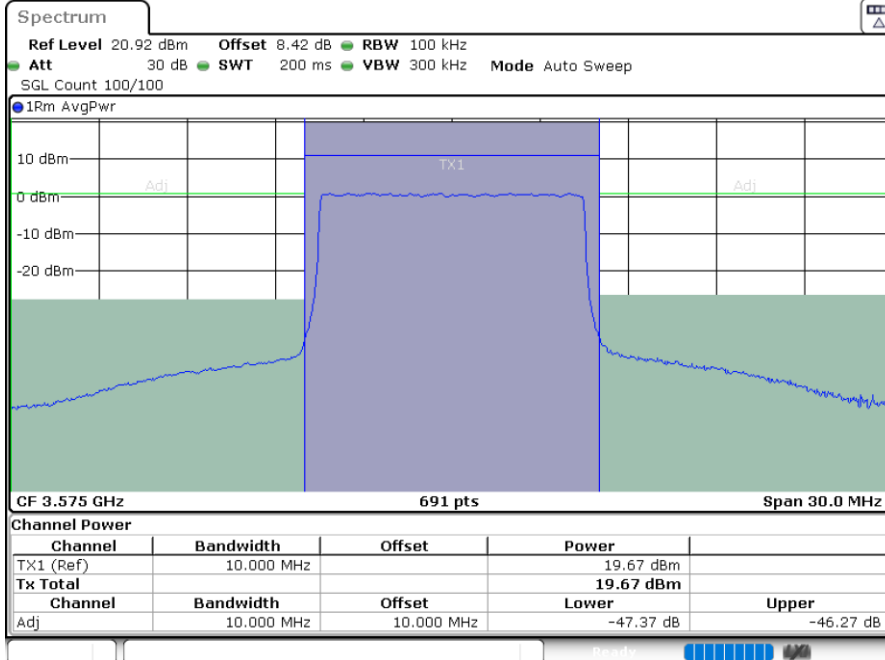 Spectrum
Ref Level 20.92 dBm Offset 8.42 dB RBW 100 kHz
Att 30 dB SWT 200 ms VBW 300 kHz Mode Auto Sweep
SGL Count 100/100
1Rm AvgPwr
10 dBm
TX1
Adj Adj
0 dBm
-10 dBm
-20 dBm
CF 3.575 GHz 691 pts Span 30.0 MHz
Channel Power
Channel Bandwidth Offset Power
TX1 (Ref) 10.000 MHz 19.67 dBm
Tx Total 19.67 dBm
Channel Bandwidth Offset Lower Upper
Adj 10.000 MHz 10.000 MHz -47.37 dB -46.27 dB
Ready